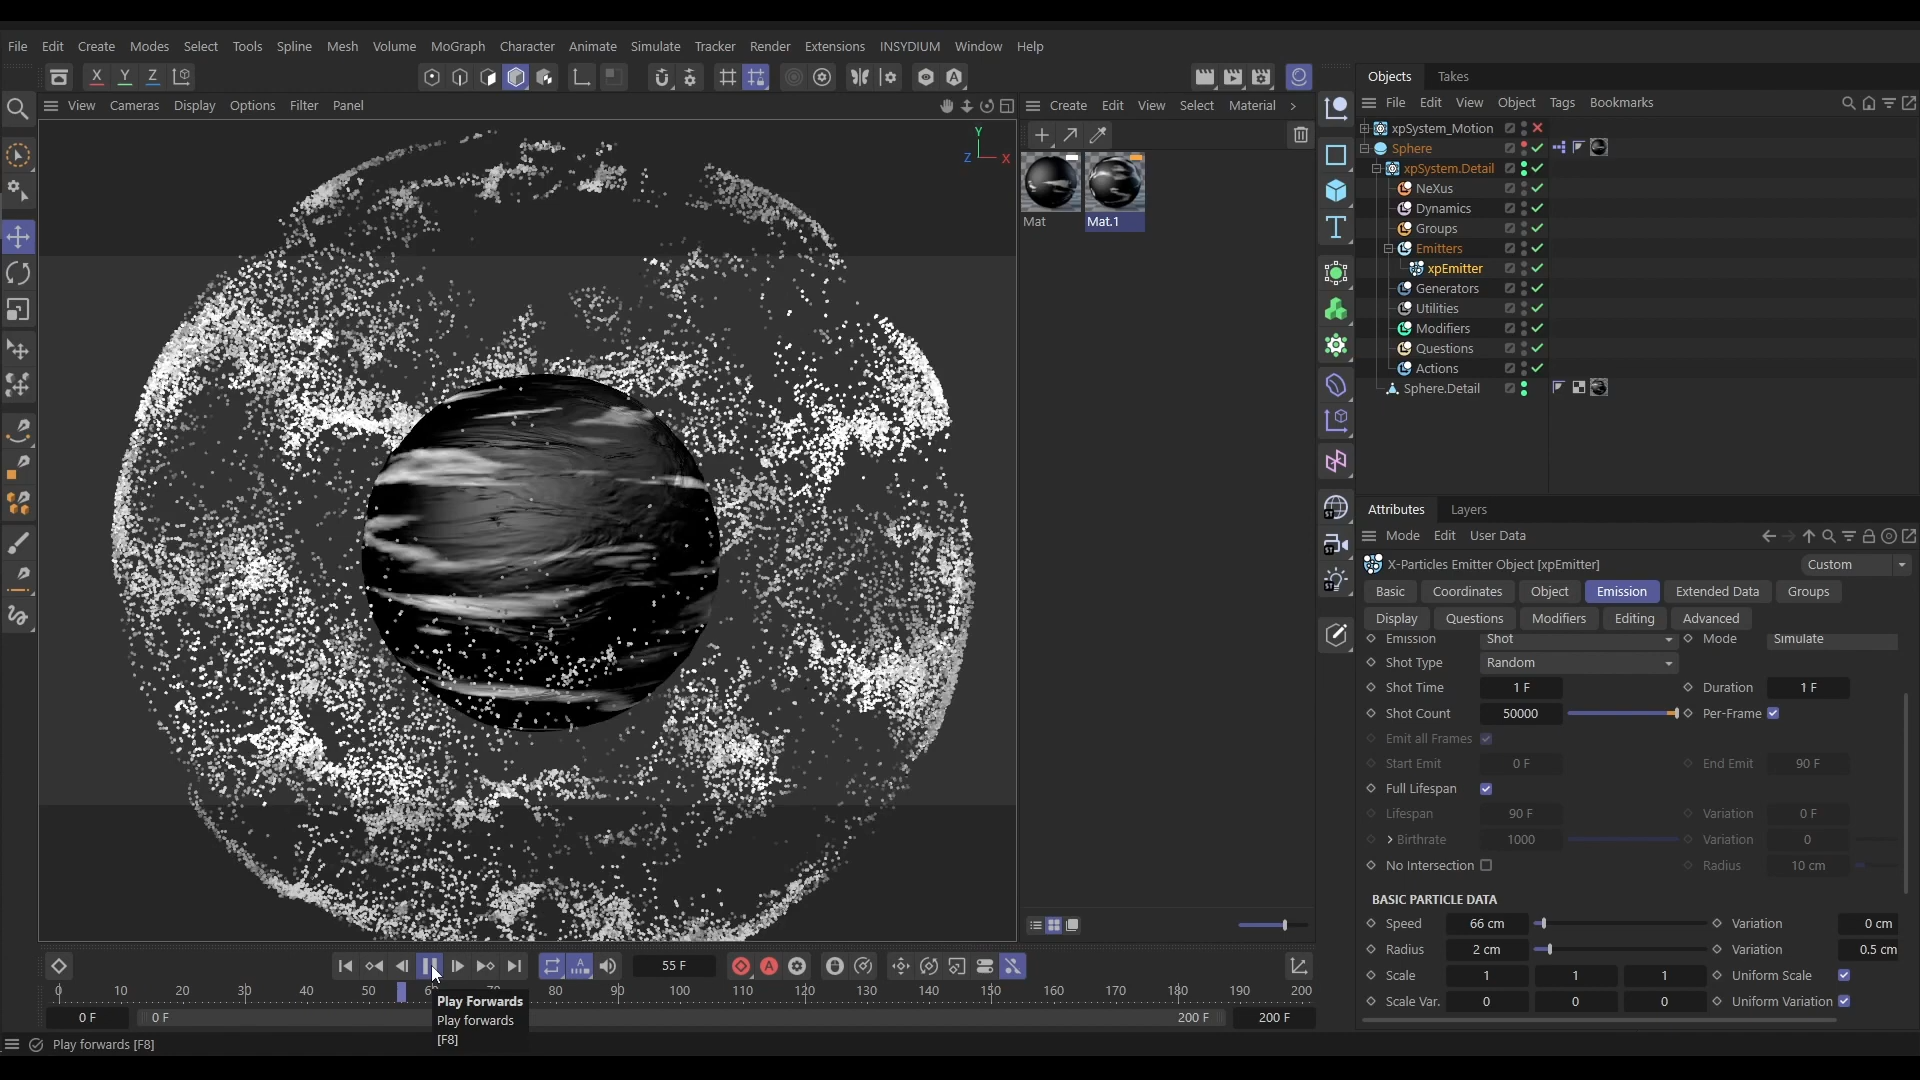 File Edit Create Modes Select Tools Spline Mesh Volume MoGraph Character Animate Simulate Tracker Render Extensions INSYDIUM Window Help
X Y Z
View Cameras Display Options Filter Panel
Y
Z X
Create Edit View Select Material
Mat Mat.1
Objects Takes
File Edit View Object Tags Bookmarks
xpSystem_Motion
Sphere
xpSystem.Detail
NeXus
Dynamics
Groups
Emitters
xpEmitter
Generators
Utilities
Modifiers
Questions
Actions
Sphere.Detail
Attributes Layers
Mode Edit User Data
X-Particles Emitter Object [xpEmitter] Custom
Basic Coordinates Object Emission Extended Data Groups
Display Questions Modifiers Editing Advanced
Emission Shot Mode Simulate
Shot Type Random
Shot Time 1 F Duration 1 F
Shot Count 50000 Per-Frame
Emit all Frames
Start Emit 0 F End Emit 90 F
Full Lifespan
Lifespan 90 F Variation 0 F
Birthrate 1000 Variation 0
No Intersection Radius 10 cm
BASIC PARTICLE DATA
Speed 66 cm Variation 0 cm
Radius 2 cm Variation 0.5 cm
Scale 1 1 1 Uniform Scale
Scale Var. 0 0 0 Uniform Variation
55 F
0 10 20 30 40 50 80 90 100 110 120 130 140 150 160 170 180 190 200
0 F 0 F 200 F 200 F
Play Forwards
Play forwards
[F8]
Play forwards [F8]